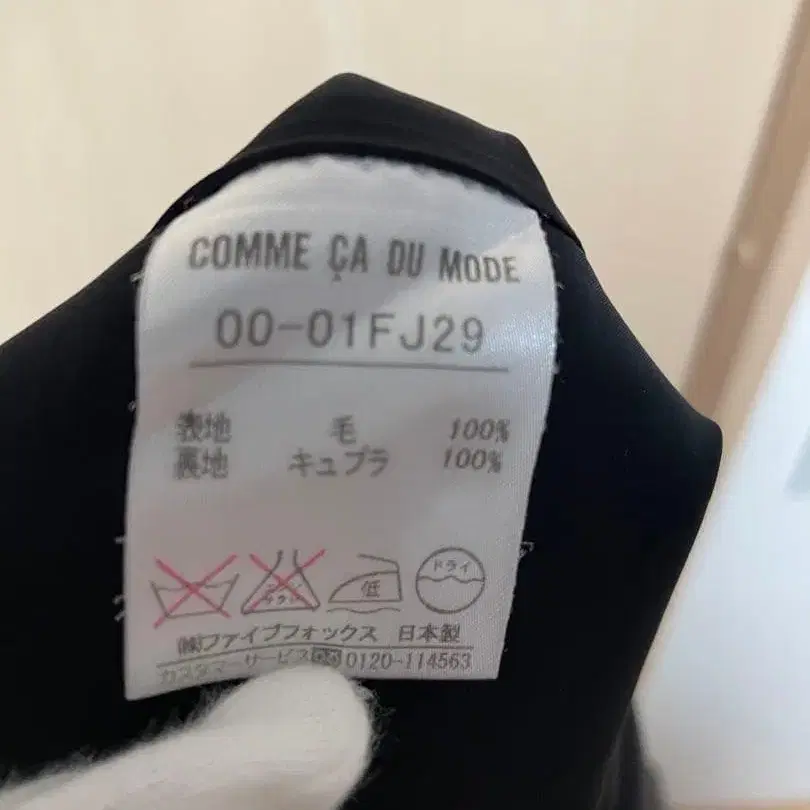 COMME ÇA DU MODE
00-01FJ29
表地 毛 100%
裏地 キュプラ 100%
低 ドライ
㈱ファイブフォックス 日本製
カスタマーサービス 0120-114563